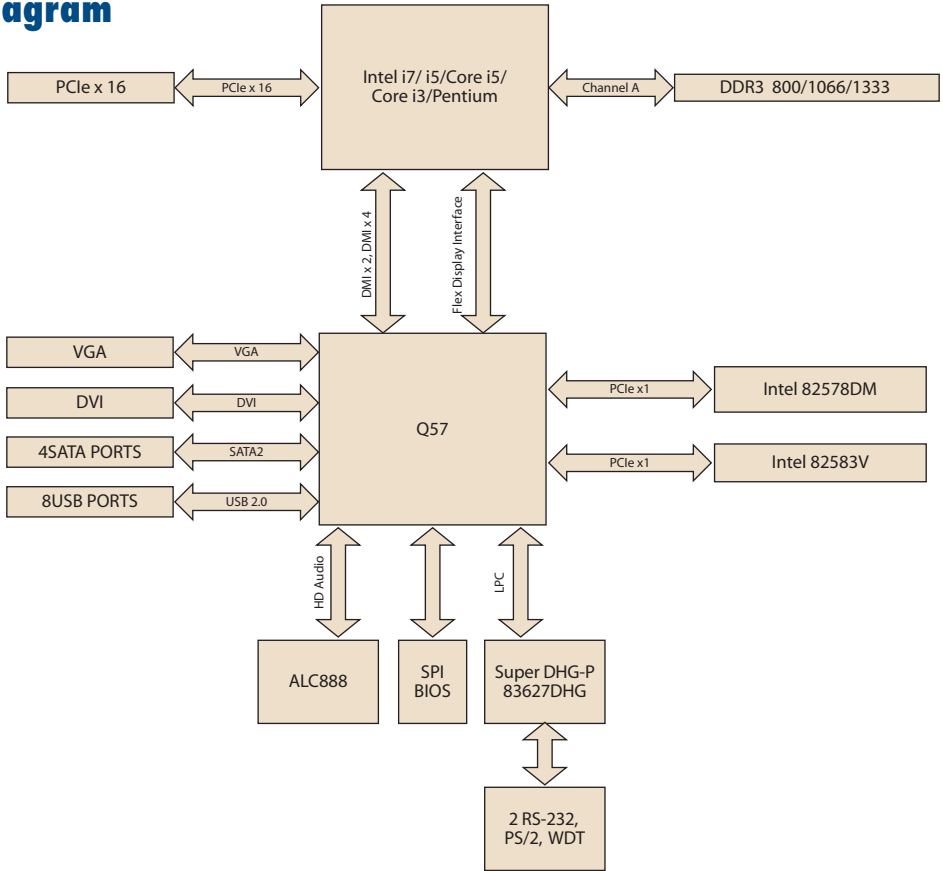 agram
PCIe x 16
PCIe x 16
Intel i7/ i5/Core i5/
Core i3/Pentium
Channel A
DDR3 800/1066/1333
DMI x 2, DMI x 4
Flex Display Interface
VGA
VGA
DVI
DVI
4SATA PORTS
SATA2
8USB PORTS
USB 2.0
Q57
PCIe x1
Intel 82578DM
PCIe x1
Intel 82583V
HD Audio
LPC
ALC888
SPI
BIOS
Super DHG-P
83627DHG
2 RS-232,
PS/2, WDT